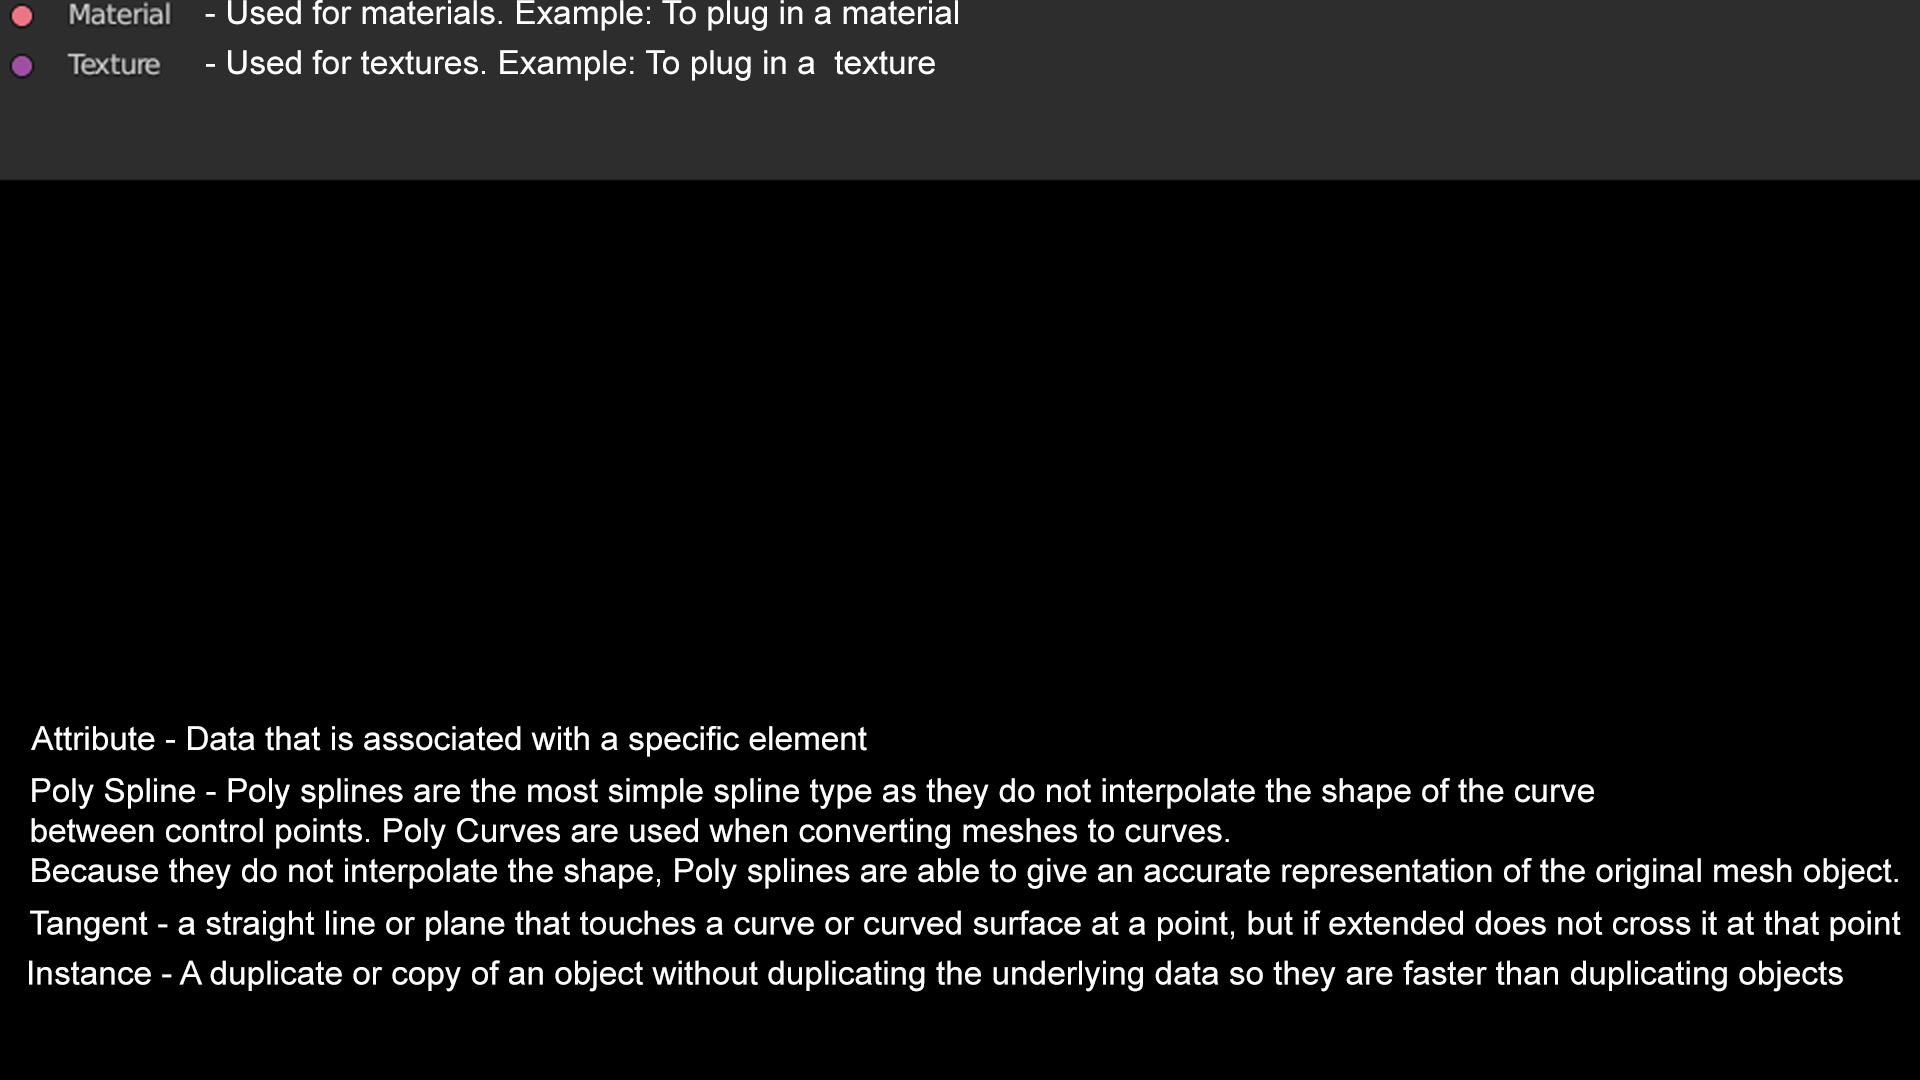 Material - Used for materials. Example: To plug in a material
Texture - Used for textures. Example: To plug in a  texture
Attribute - Data that is associated with a specific element
Poly Spline - Poly splines are the most simple spline type as they do not interpolate the shape of the curve
between control points. Poly Curves are used when converting meshes to curves.
Because they do not interpolate the shape, Poly splines are able to give an accurate representation of the original mesh object.
Tangent - a straight line or plane that touches a curve or curved surface at a point, but if extended does not cross it at that point
Instance - A duplicate or copy of an object without duplicating the underlying data so they are faster than duplicating objects